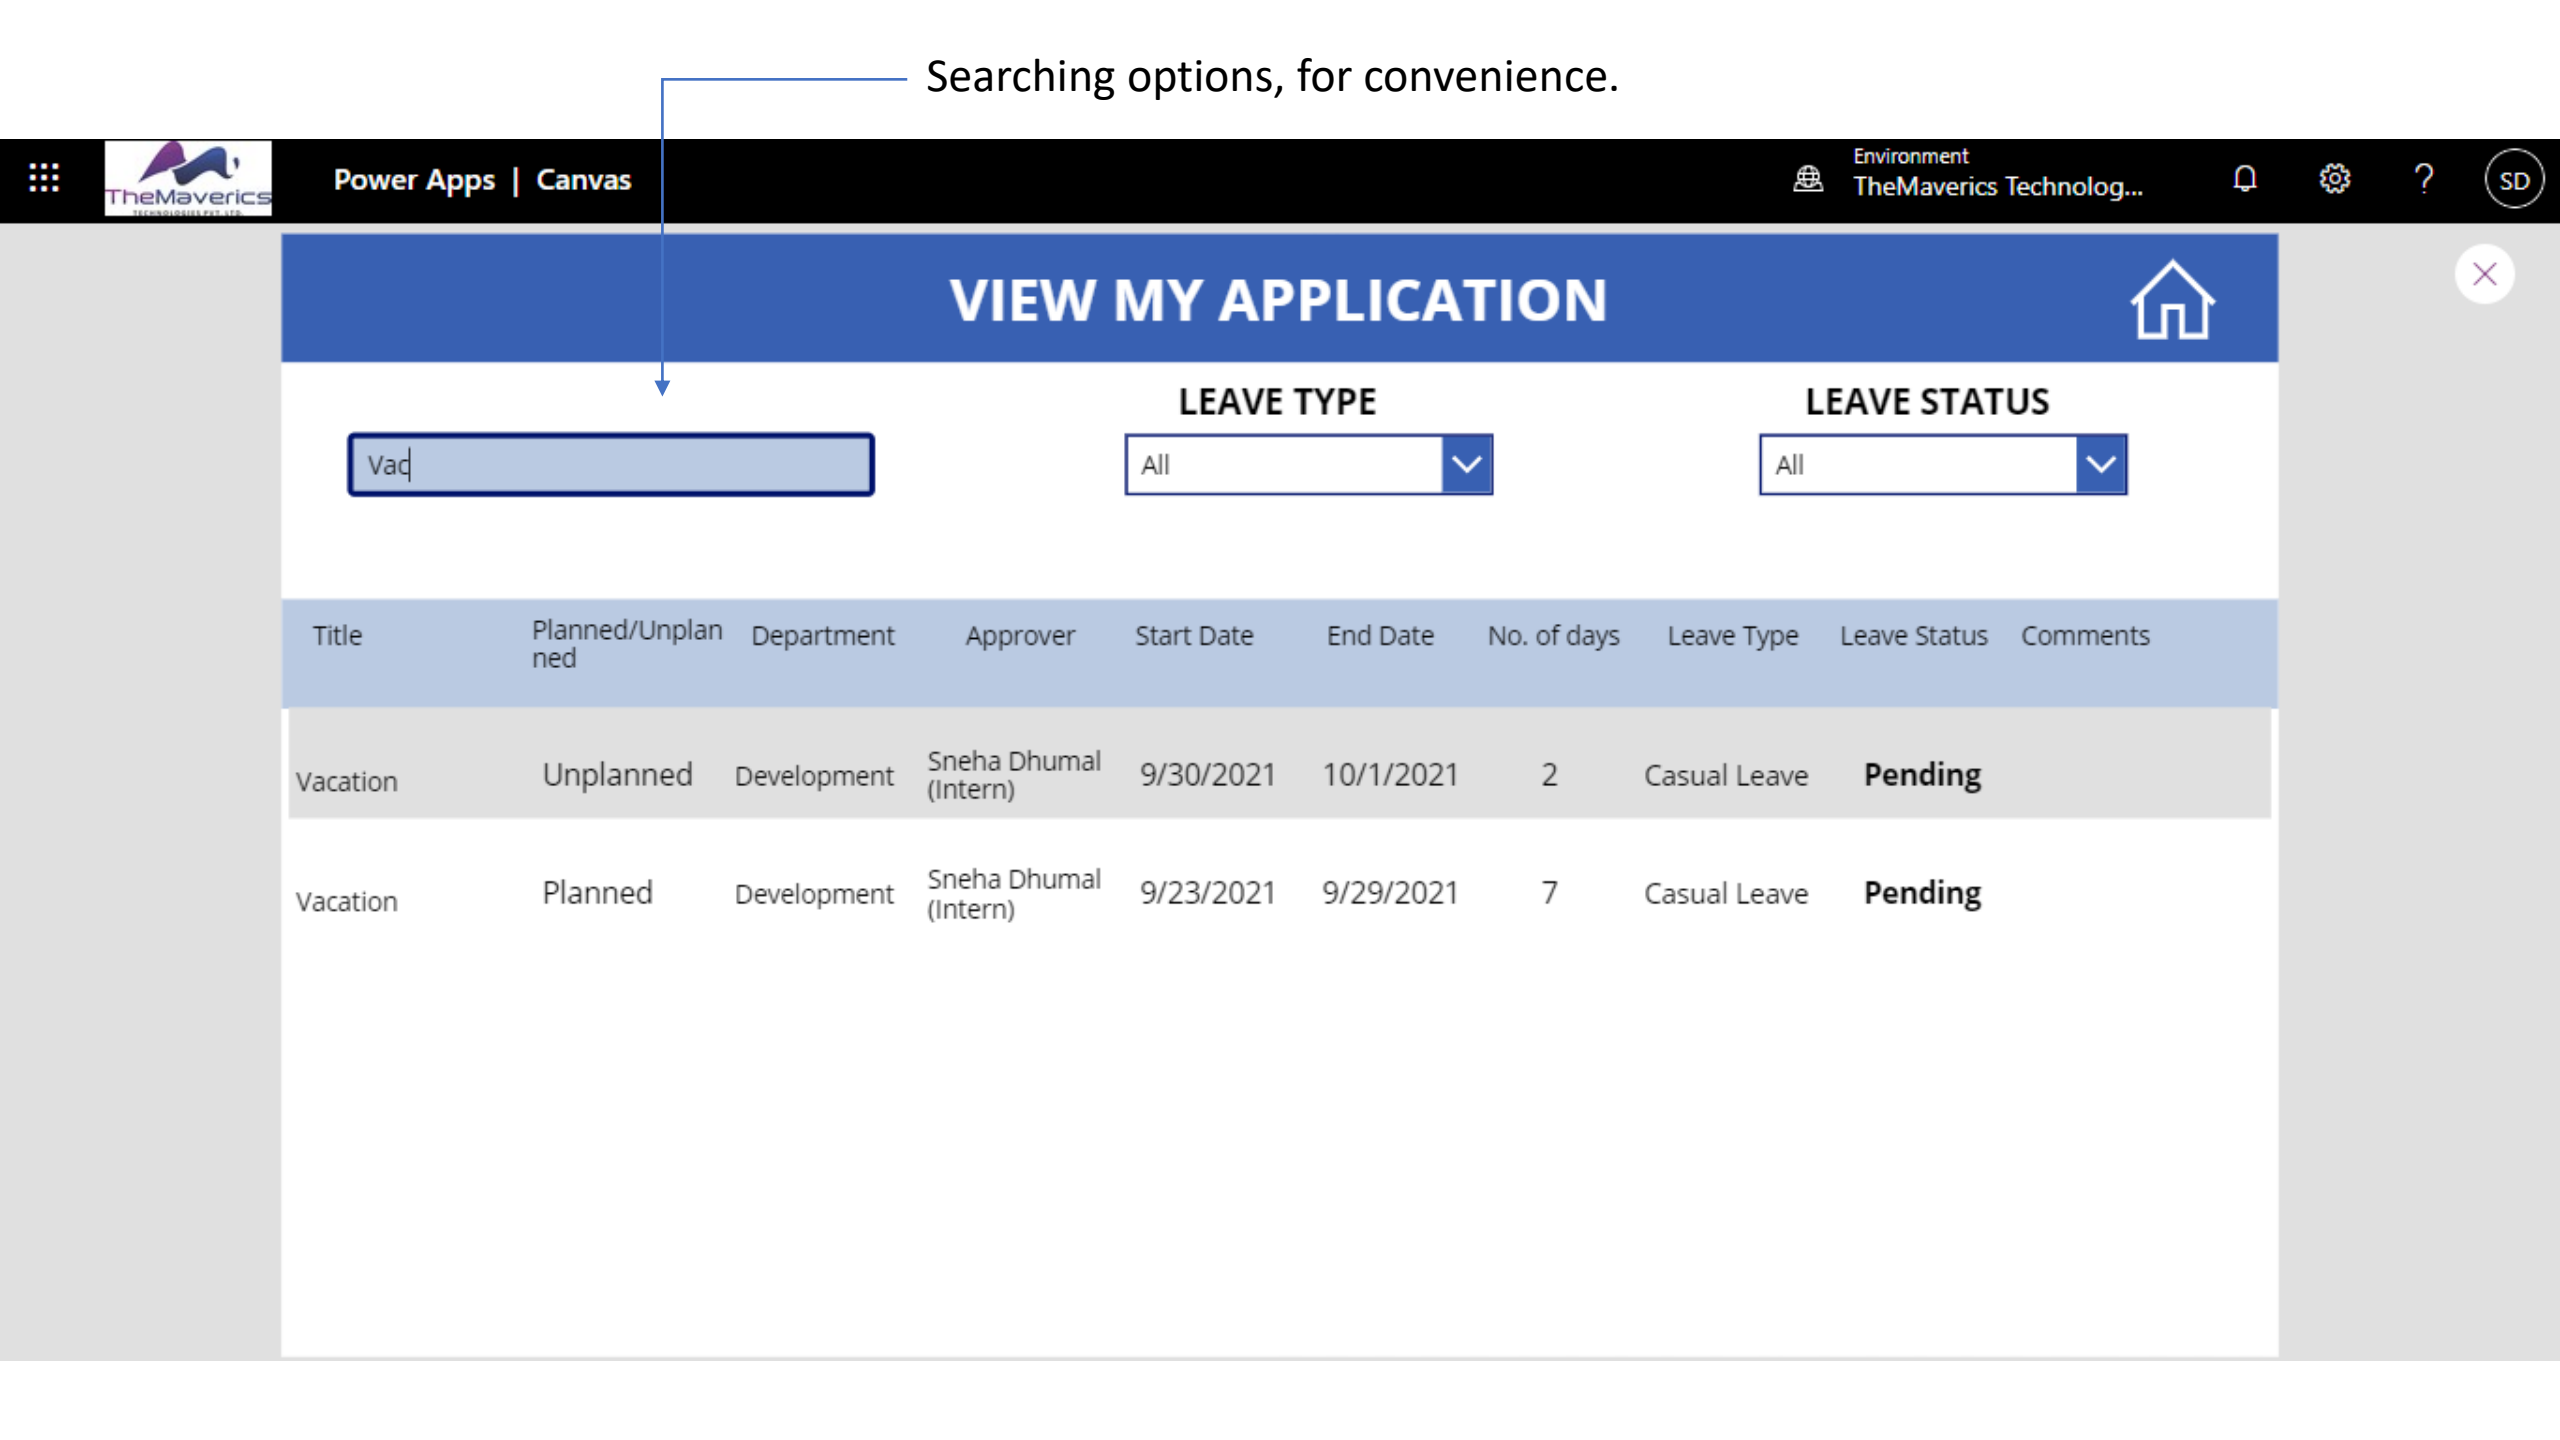 Searching options, for convenience.
TheMaverics
TECHNOLOGIES PVT. LTD.
Power Apps | Canvas
Environment
TheMaverics Technolog...
?
SD
VIEW MY APPLICATION
LEAVE TYPE
LEAVE STATUS
Vac
All
All
Title
Planned/Unplan
ned
Department
Approver
Start Date
End Date
No. of days
Leave Type
Leave Status
Comments
Vacation
Unplanned
Development
Sneha Dhumal
(Intern)
9/30/2021
10/1/2021
2
Casual Leave
Pending
Vacation
Planned
Development
Sneha Dhumal
(Intern)
9/23/2021
9/29/2021
7
Casual Leave
Pending